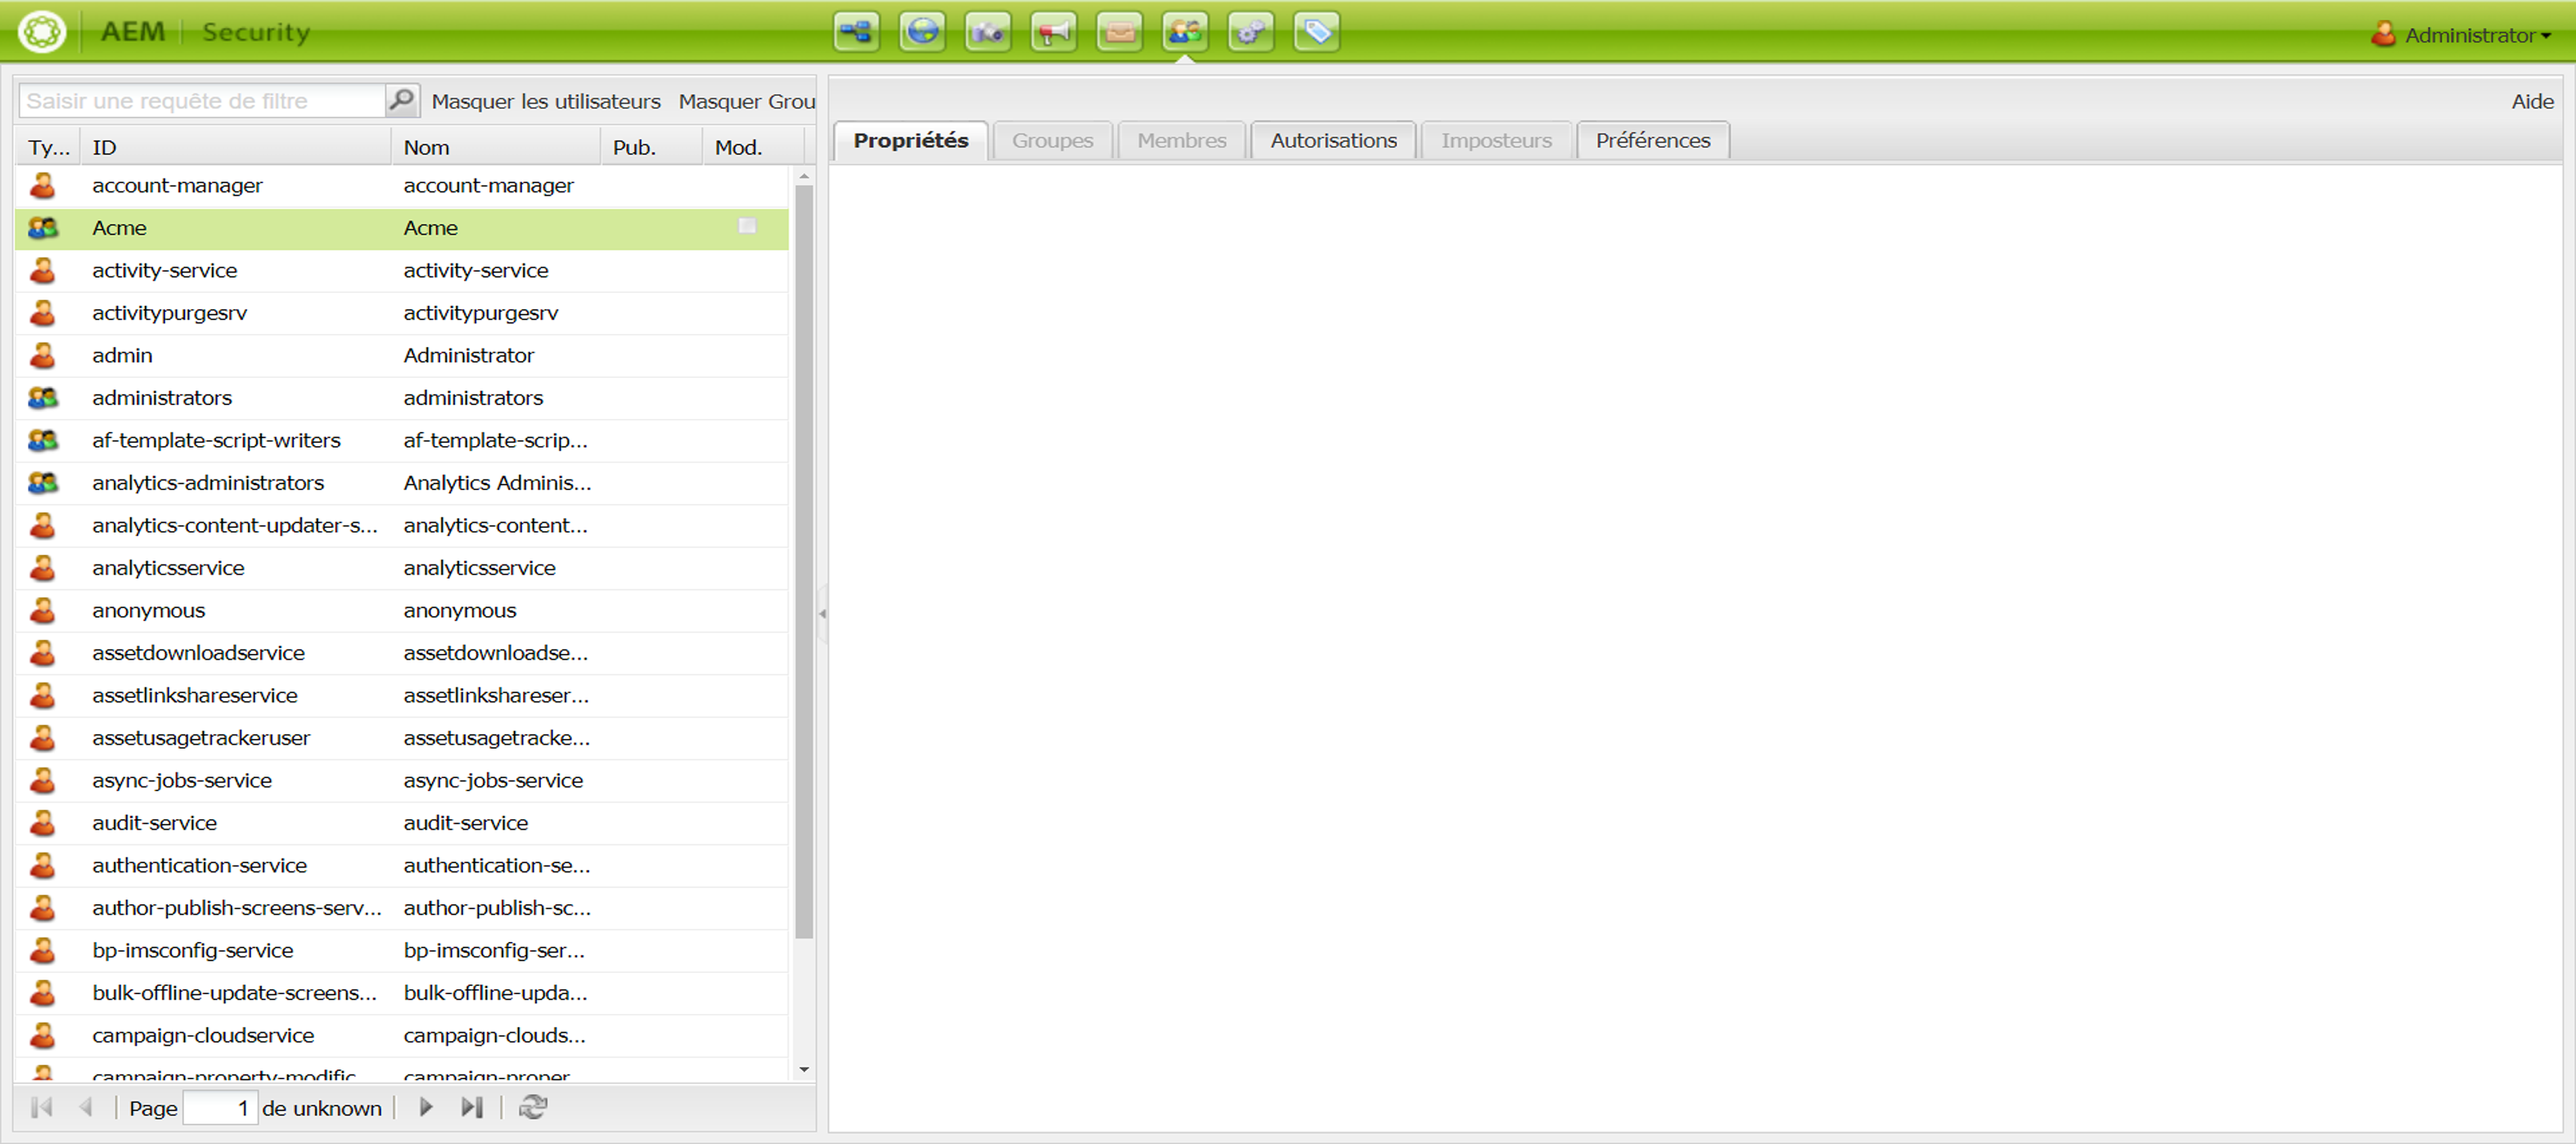 AEM Security Administrator
Saisir une requête de filtre Masquer les utilisateurs Masquer Grou Aide
Propriétés Groupes Membres Autorisations Imposteurs Préférences
Ty... ID Nom Pub. Mod.
account-manager account-manager
Acme Acme
activity-service activity-service
activitypurgesrv activitypurgesrv
admin Administrator
administrators administrators
af-template-script-writers af-template-scrip...
analytics-administrators Analytics Adminis...
analytics-content-updater-s... analytics-content...
analyticsservice analyticsservice
anonymous anonymous
assetdownloadservice assetdownloadse...
assetlinkshareservice assetlinkshareser...
assetusagetrackeruser assetusagetracke...
async-jobs-service async-jobs-service
audit-service audit-service
authentication-service authentication-se...
author-publish-screens-serv... author-publish-sc...
bp-imsconfig-service bp-imsconfig-ser...
bulk-offline-update-screens... bulk-offline-upda...
campaign-cloudservice campaign-clouds...
campaign-property-modific campaign-proper
Page 1 de unknown